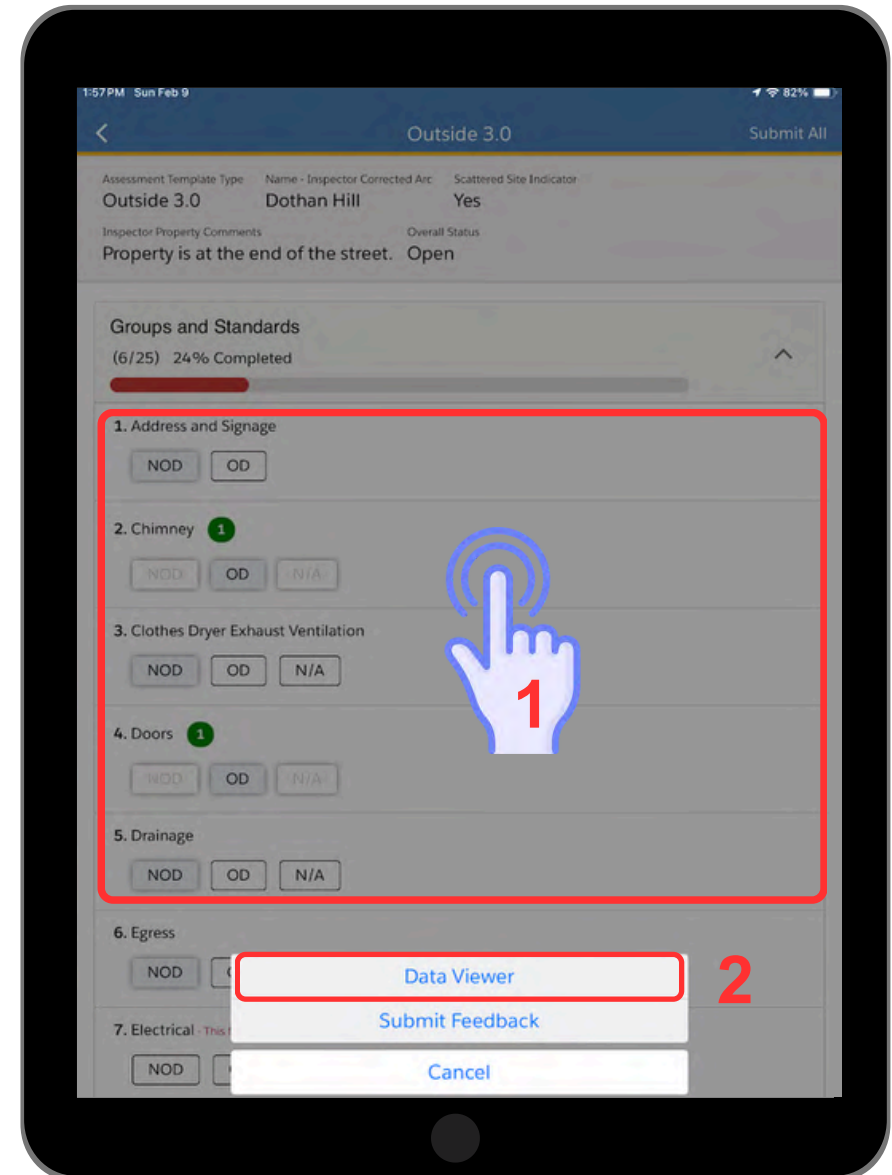 1:57 PM Sun Feb 9 82%
Outside 3.0 Submit All
Assessment Template Type Name - Inspector Corrected Arc Scattered Site Indicator
Outside 3.0 Dothan Hill Yes
Inspector Property Comments Overall Status
Property is at the end of the street. Open
Groups and Standards
(6/25) 24% Completed
1. Address and Signage
NOD OD
2. Chimney 1
NOD OD N/A
3. Clothes Dryer Exhaust Ventilation
NOD OD N/A
1
4. Doors 1
NOD OD N/A
5. Drainage
NOD OD N/A
6. Egress
NOD
Data Viewer 2
Submit Feedback
7. Electrical - This
NOD
Cancel